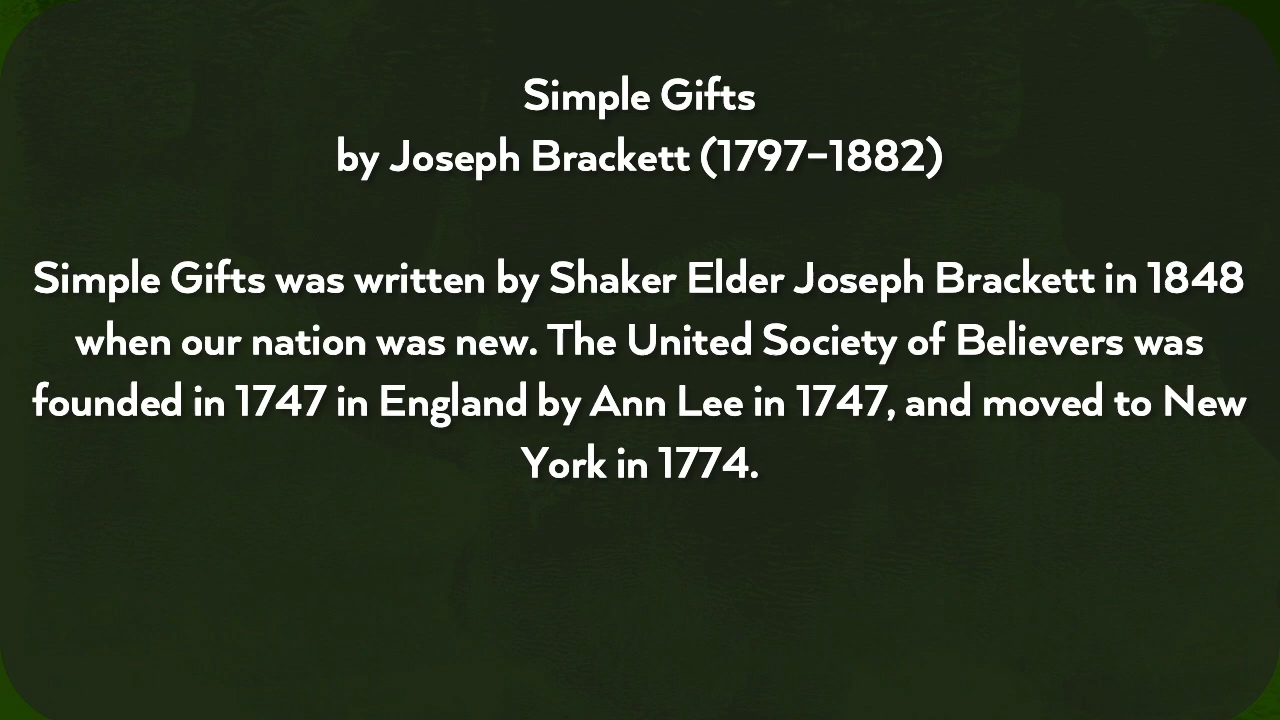 Simple Gifts
by Joseph Brackett (1797–1882)
Simple Gifts was written by Shaker Elder Joseph Brackett in 1848
when our nation was new. The United Society of Believers was
founded in 1747 in England by Ann Lee in 1747, and moved to New
York in 1774.